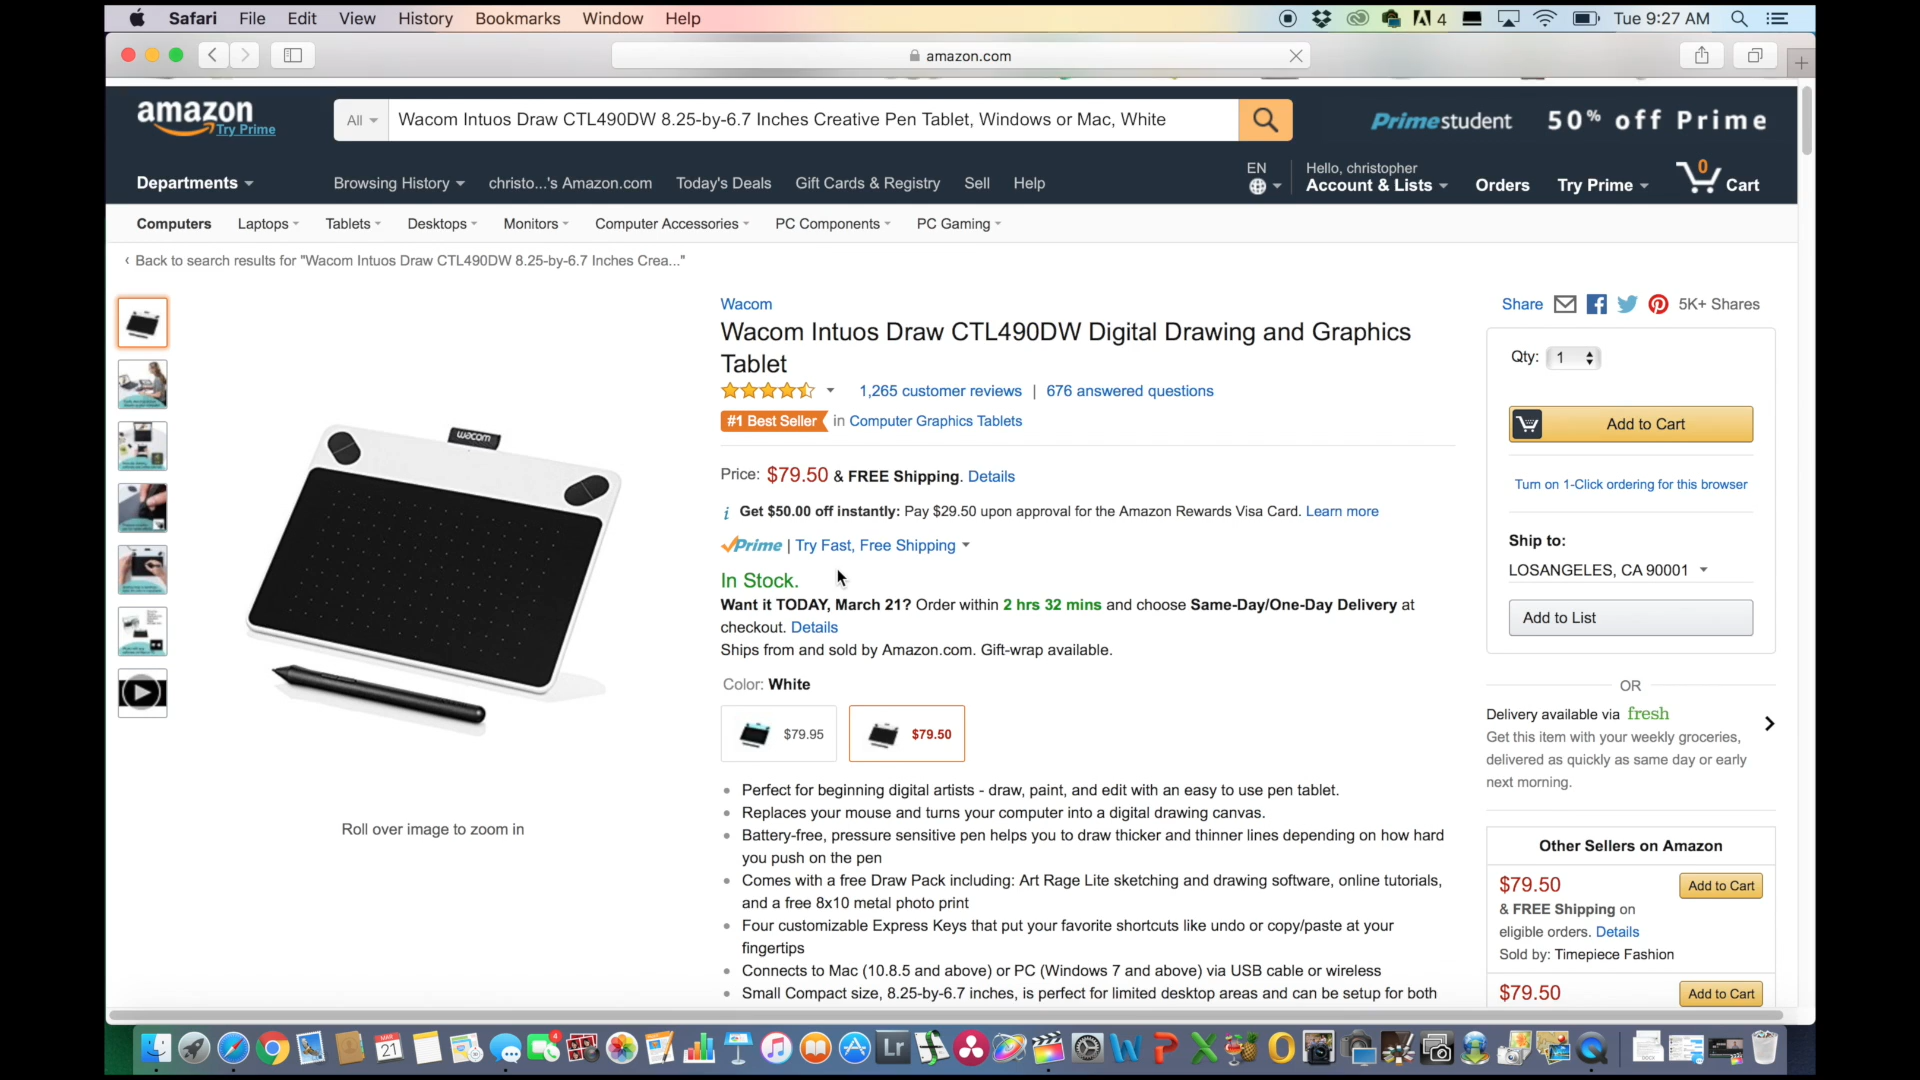 Safari File Edit View History Bookmarks Window Help 4 Tue 9:27 AM
amazon.com
amazon Try Prime
All
Wacom Intuos Draw CTL490DW 8.25-by-6.7 Inches Creative Pen Tablet, Windows or Mac, White
Prime student 50% off Prime
Departments Browsing History christo...'s Amazon.com Today's Deals Gift Cards & Registry Sell Help
EN
Hello, christopher
Account & Lists Orders Try Prime 0 Cart
Computers Laptops Tablets Desktops Monitors Computer Accessories PC Components PC Gaming
‹ Back to search results for "Wacom Intuos Draw CTL490DW 8.25-by-6.7 Inches Crea..."
wacom
Roll over image to zoom in
Wacom
Wacom Intuos Draw CTL490DW Digital Drawing and Graphics
Tablet
1,265 customer reviews | 676 answered questions
#1 Best Seller in Computer Graphics Tablets
Price: $79.50 & FREE Shipping. Details
i Get $50.00 off instantly: Pay $29.50 upon approval for the Amazon Rewards Visa Card. Learn more
Prime | Try Fast, Free Shipping
In Stock.
Want it TODAY, March 21? Order within 2 hrs 32 mins and choose Same-Day/One-Day Delivery at
checkout. Details
Ships from and sold by Amazon.com. Gift-wrap available.
Color: White
$79.95 $79.50
• Perfect for beginning digital artists - draw, paint, and edit with an easy to use pen tablet.
• Replaces your mouse and turns your computer into a digital drawing canvas.
• Battery-free, pressure sensitive pen helps you to draw thicker and thinner lines depending on how hard
you push on the pen
• Comes with a free Draw Pack including: Art Rage Lite sketching and drawing software, online tutorials,
and a free 8x10 metal photo print
• Four customizable Express Keys that put your favorite shortcuts like undo or copy/paste at your
fingertips
• Connects to Mac (10.8.5 and above) or PC (Windows 7 and above) via USB cable or wireless
• Small Compact size, 8.25-by-6.7 inches, is perfect for limited desktop areas and can be setup for both
Share 5K+ Shares
Qty: 1
Add to Cart
Turn on 1-Click ordering for this browser
Ship to:
LOSANGELES, CA 90001
Add to List
OR
Delivery available via fresh
Get this item with your weekly groceries,
delivered as quickly as same day or early
next morning.
Other Sellers on Amazon
$79.50 Add to Cart
& FREE Shipping on
eligible orders. Details
Sold by: Timepiece Fashion
$79.50 Add to Cart
21 4 Lr